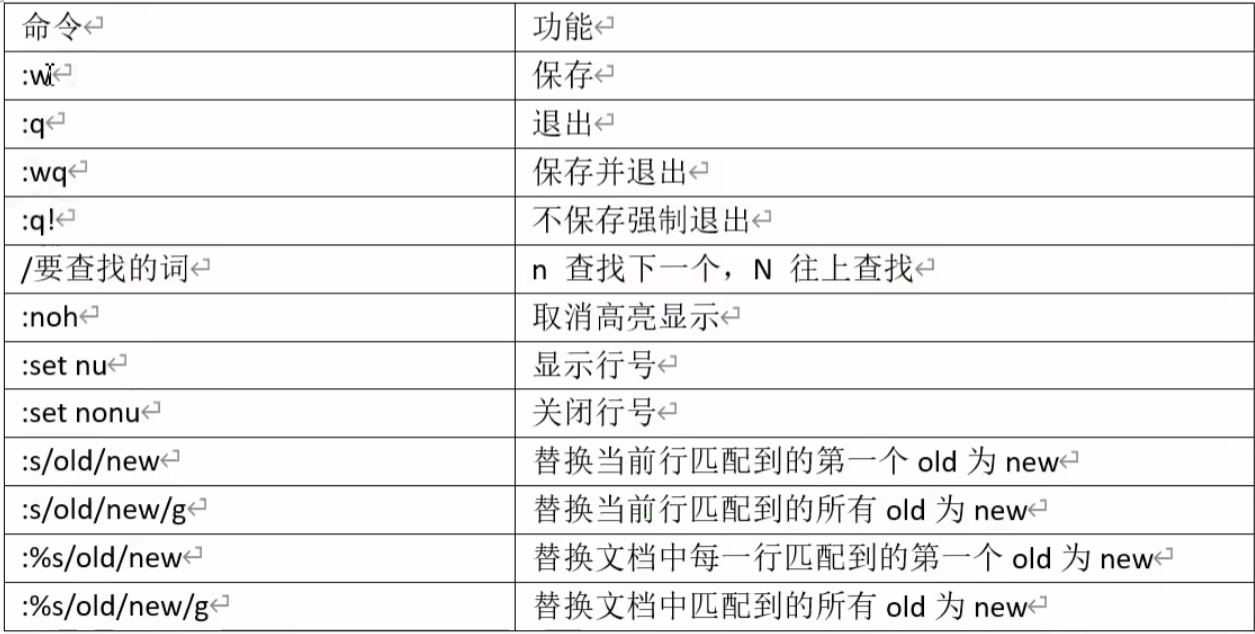 命令 功能
:w 保存
:q 退出
:wq 保存并退出
:q! 不保存强制退出
/要查找的词 n 查找下一个，N 往上查找
:noh 取消高亮显示
:set nu 显示行号
:set nonu 关闭行号
:s/old/new 替换当前行匹配到的第一个 old 为 new
:s/old/new/g 替换当前行匹配到的所有 old 为 new
:%s/old/new 替换文档中每一行匹配到的第一个 old 为 new
:%s/old/new/g 替换文档中匹配到的所有 old 为 new